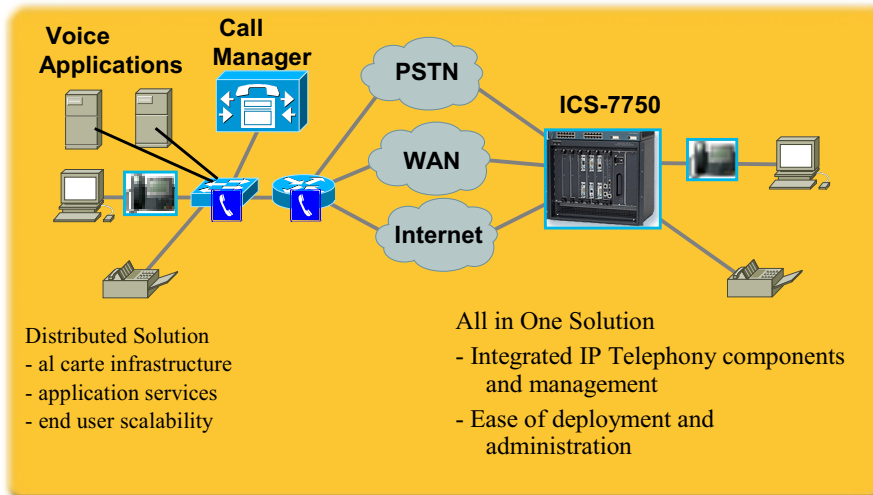 Voice
Applications
Call
Manager
PSTN
ICS-7750
WAN
Internet
Distributed Solution
- al carte infrastructure
- application services
- end user scalability
All in One Solution
- Integrated IP Telephony components
and management
- Ease of deployment and
administration